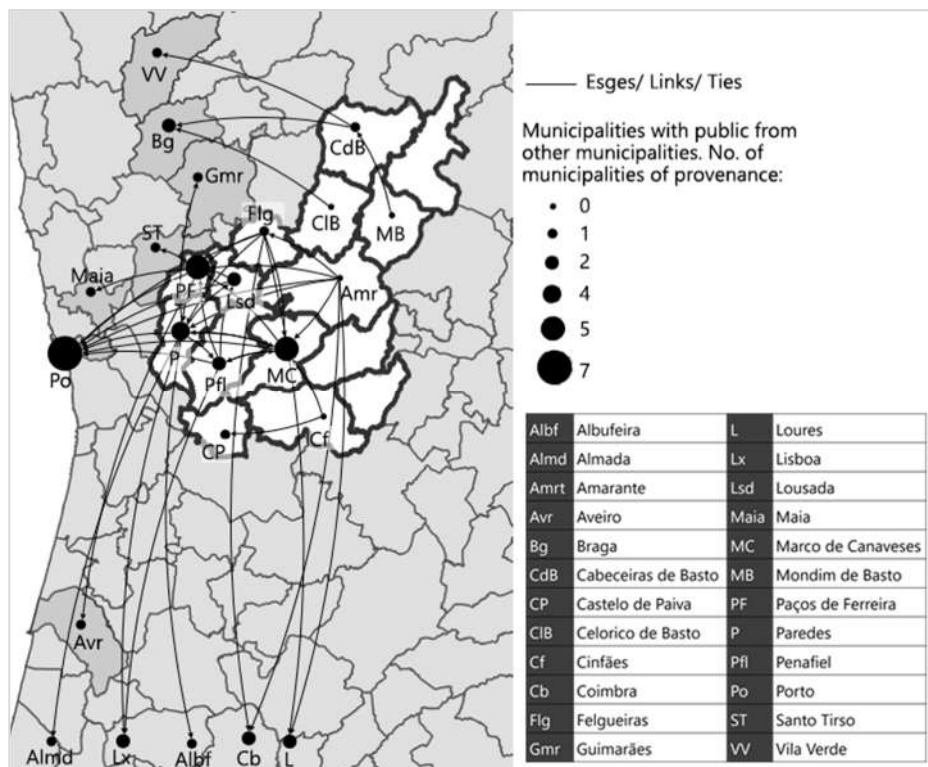 VV
Bg
CdB
Gmr
ClB
MB
Flg
ST
Maia
PF
Lsd
Amr
Po
P
Pfl
MC
CP
Cf
Avr
Almd
Lx
Albf
Cb
L
Esges/ Links/ Ties
Municipalities with public from
other municipalities. No. of
municipalities of provenance:
0
1
2
4
5
7
Albf Albufeira L Loures
Almd Almada Lx Lisboa
Amrt Amarante Lsd Lousada
Avr Aveiro Maia Maia
Bg Braga MC Marco de Canaveses
CdB Cabeceiras de Basto MB Mondim de Basto
CP Castelo de Paiva PF Paços de Ferreira
ClB Celorico de Basto P Paredes
Cf Cinfães Pfl Penafiel
Cb Coimbra Po Porto
Flg Felgueiras ST Santo Tirso
Gmr Guimarães VV Vila Verde